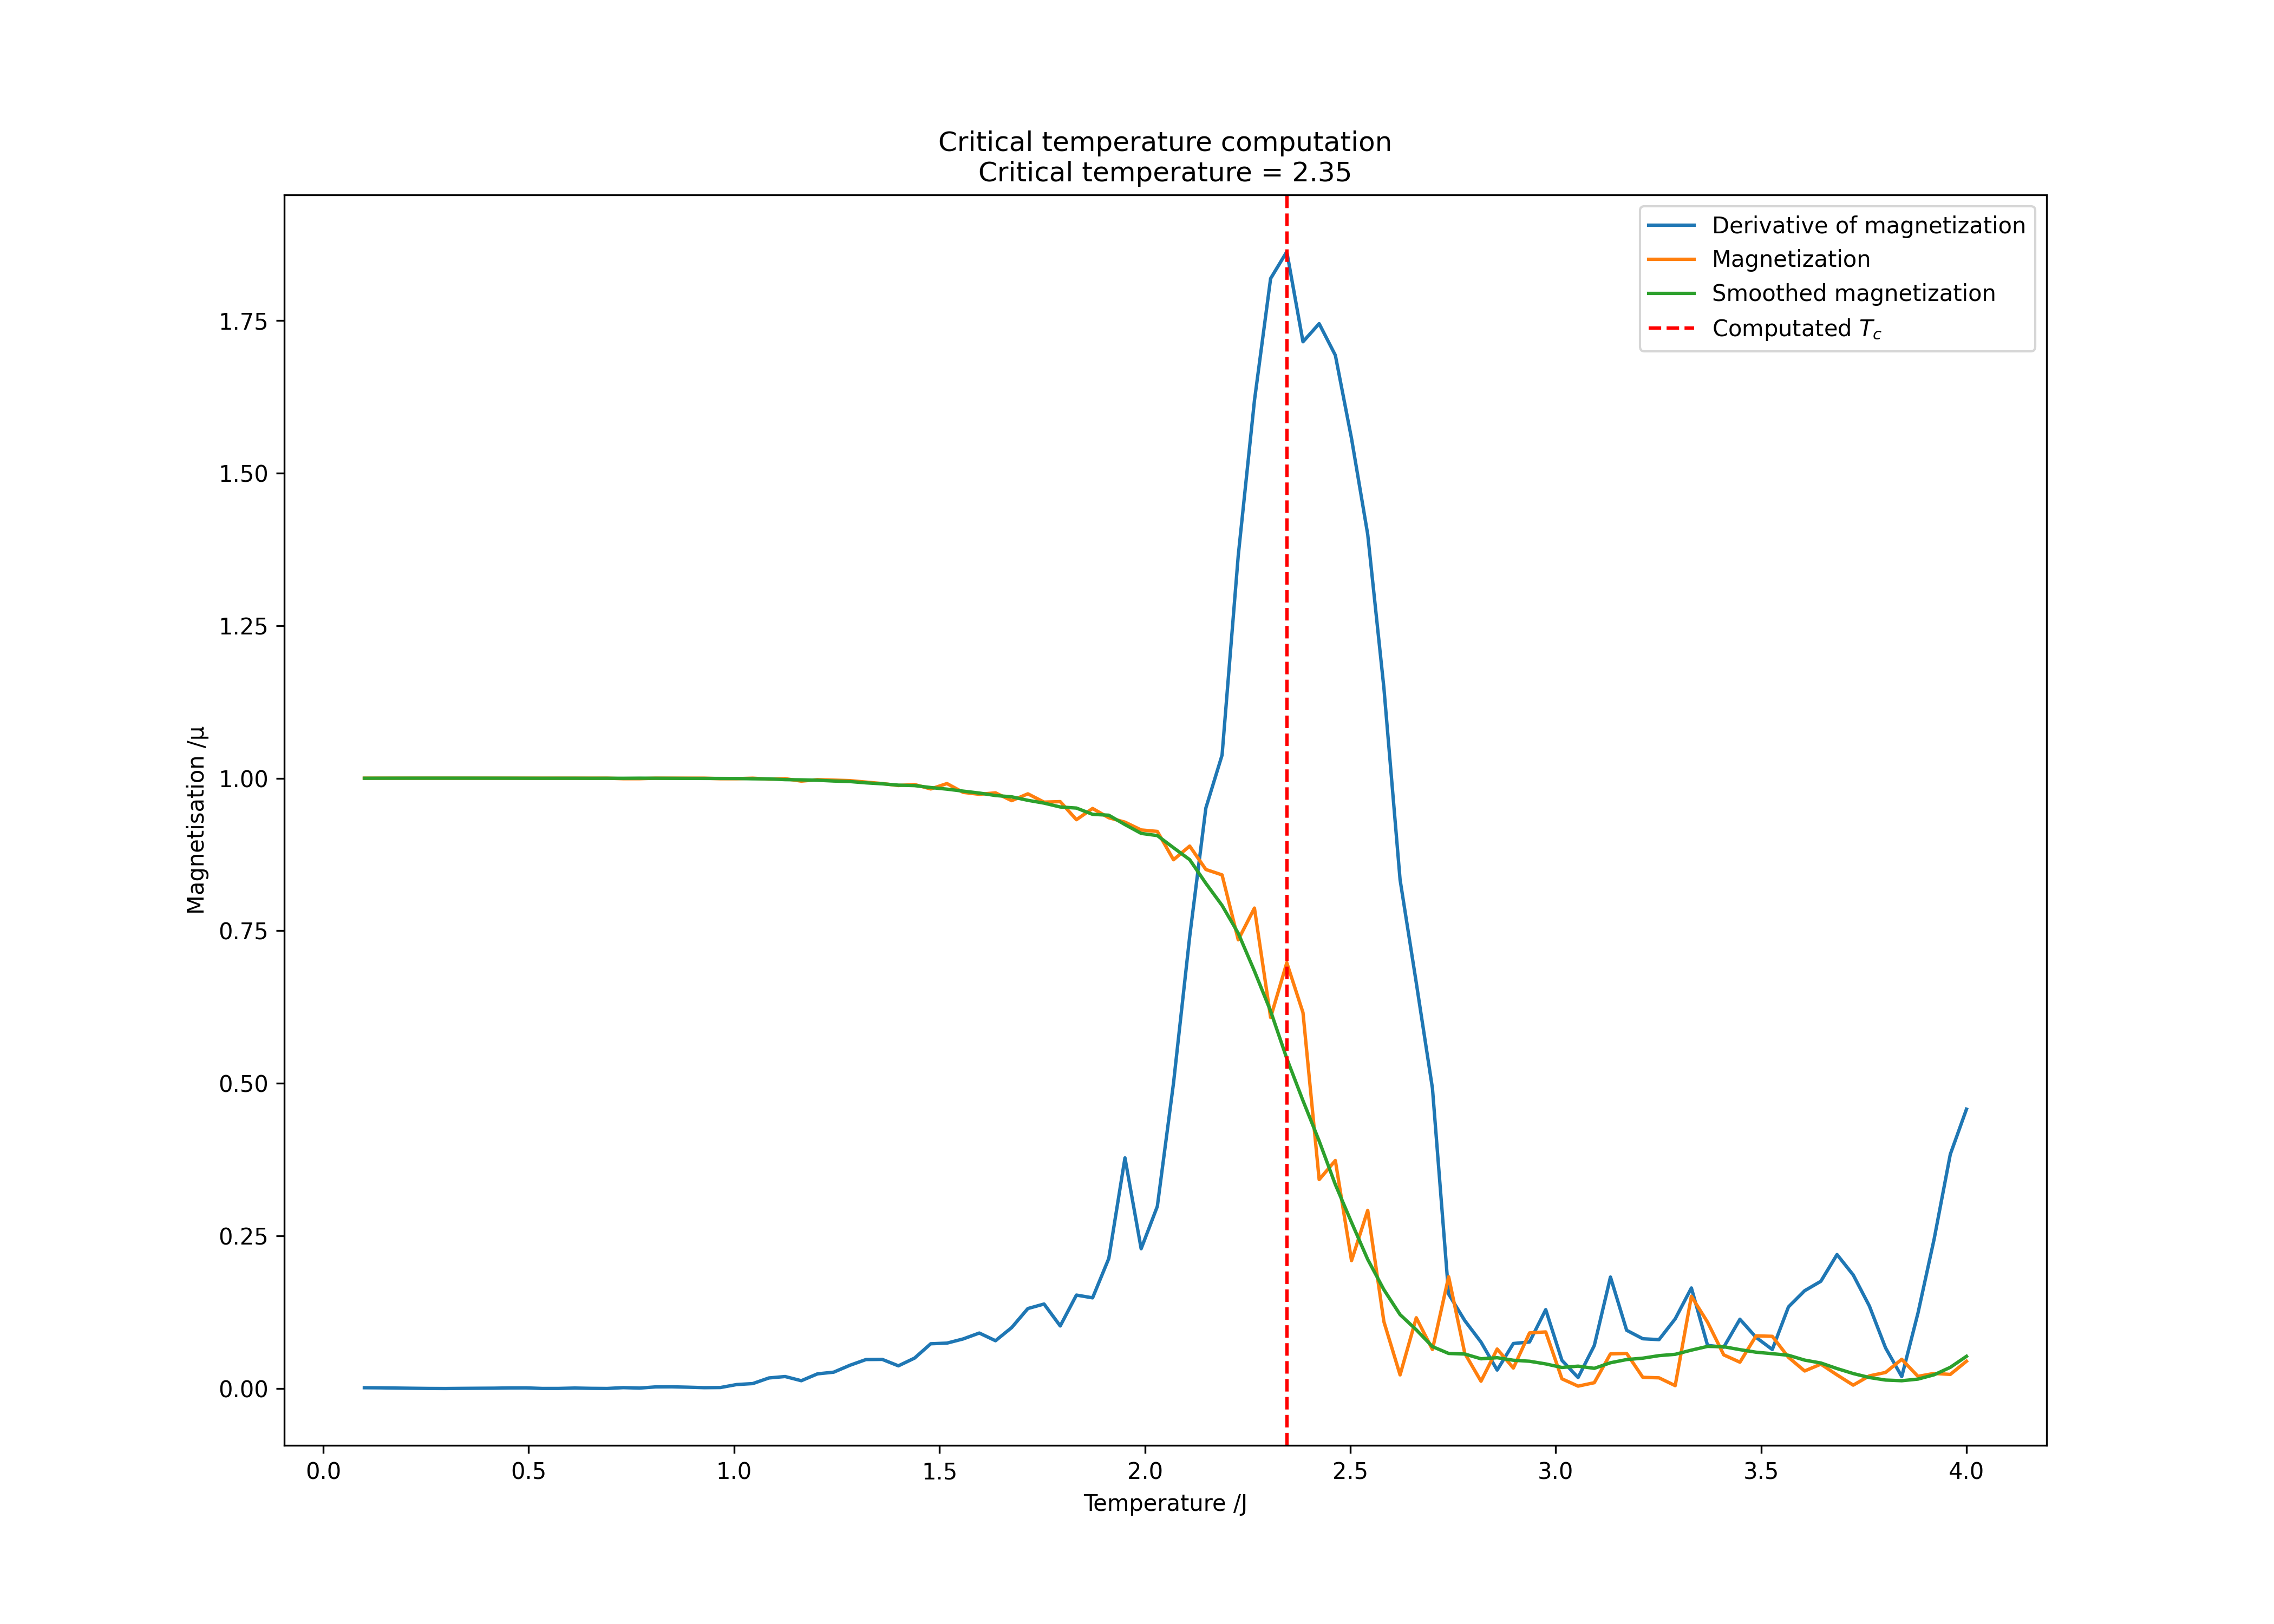 Critical temperature computation
Critical temperature = 2.35
Derivative of magnetization
Magnetization
Smoothed magnetization
Computated $T_c$
Magnetisation /μ
1.75
1.50
1.25
1.00
0.75
0.50
0.25
0.00
0.0 0.5 1.0 1.5 2.0 2.5 3.0 3.5 4.0
Temperature /J